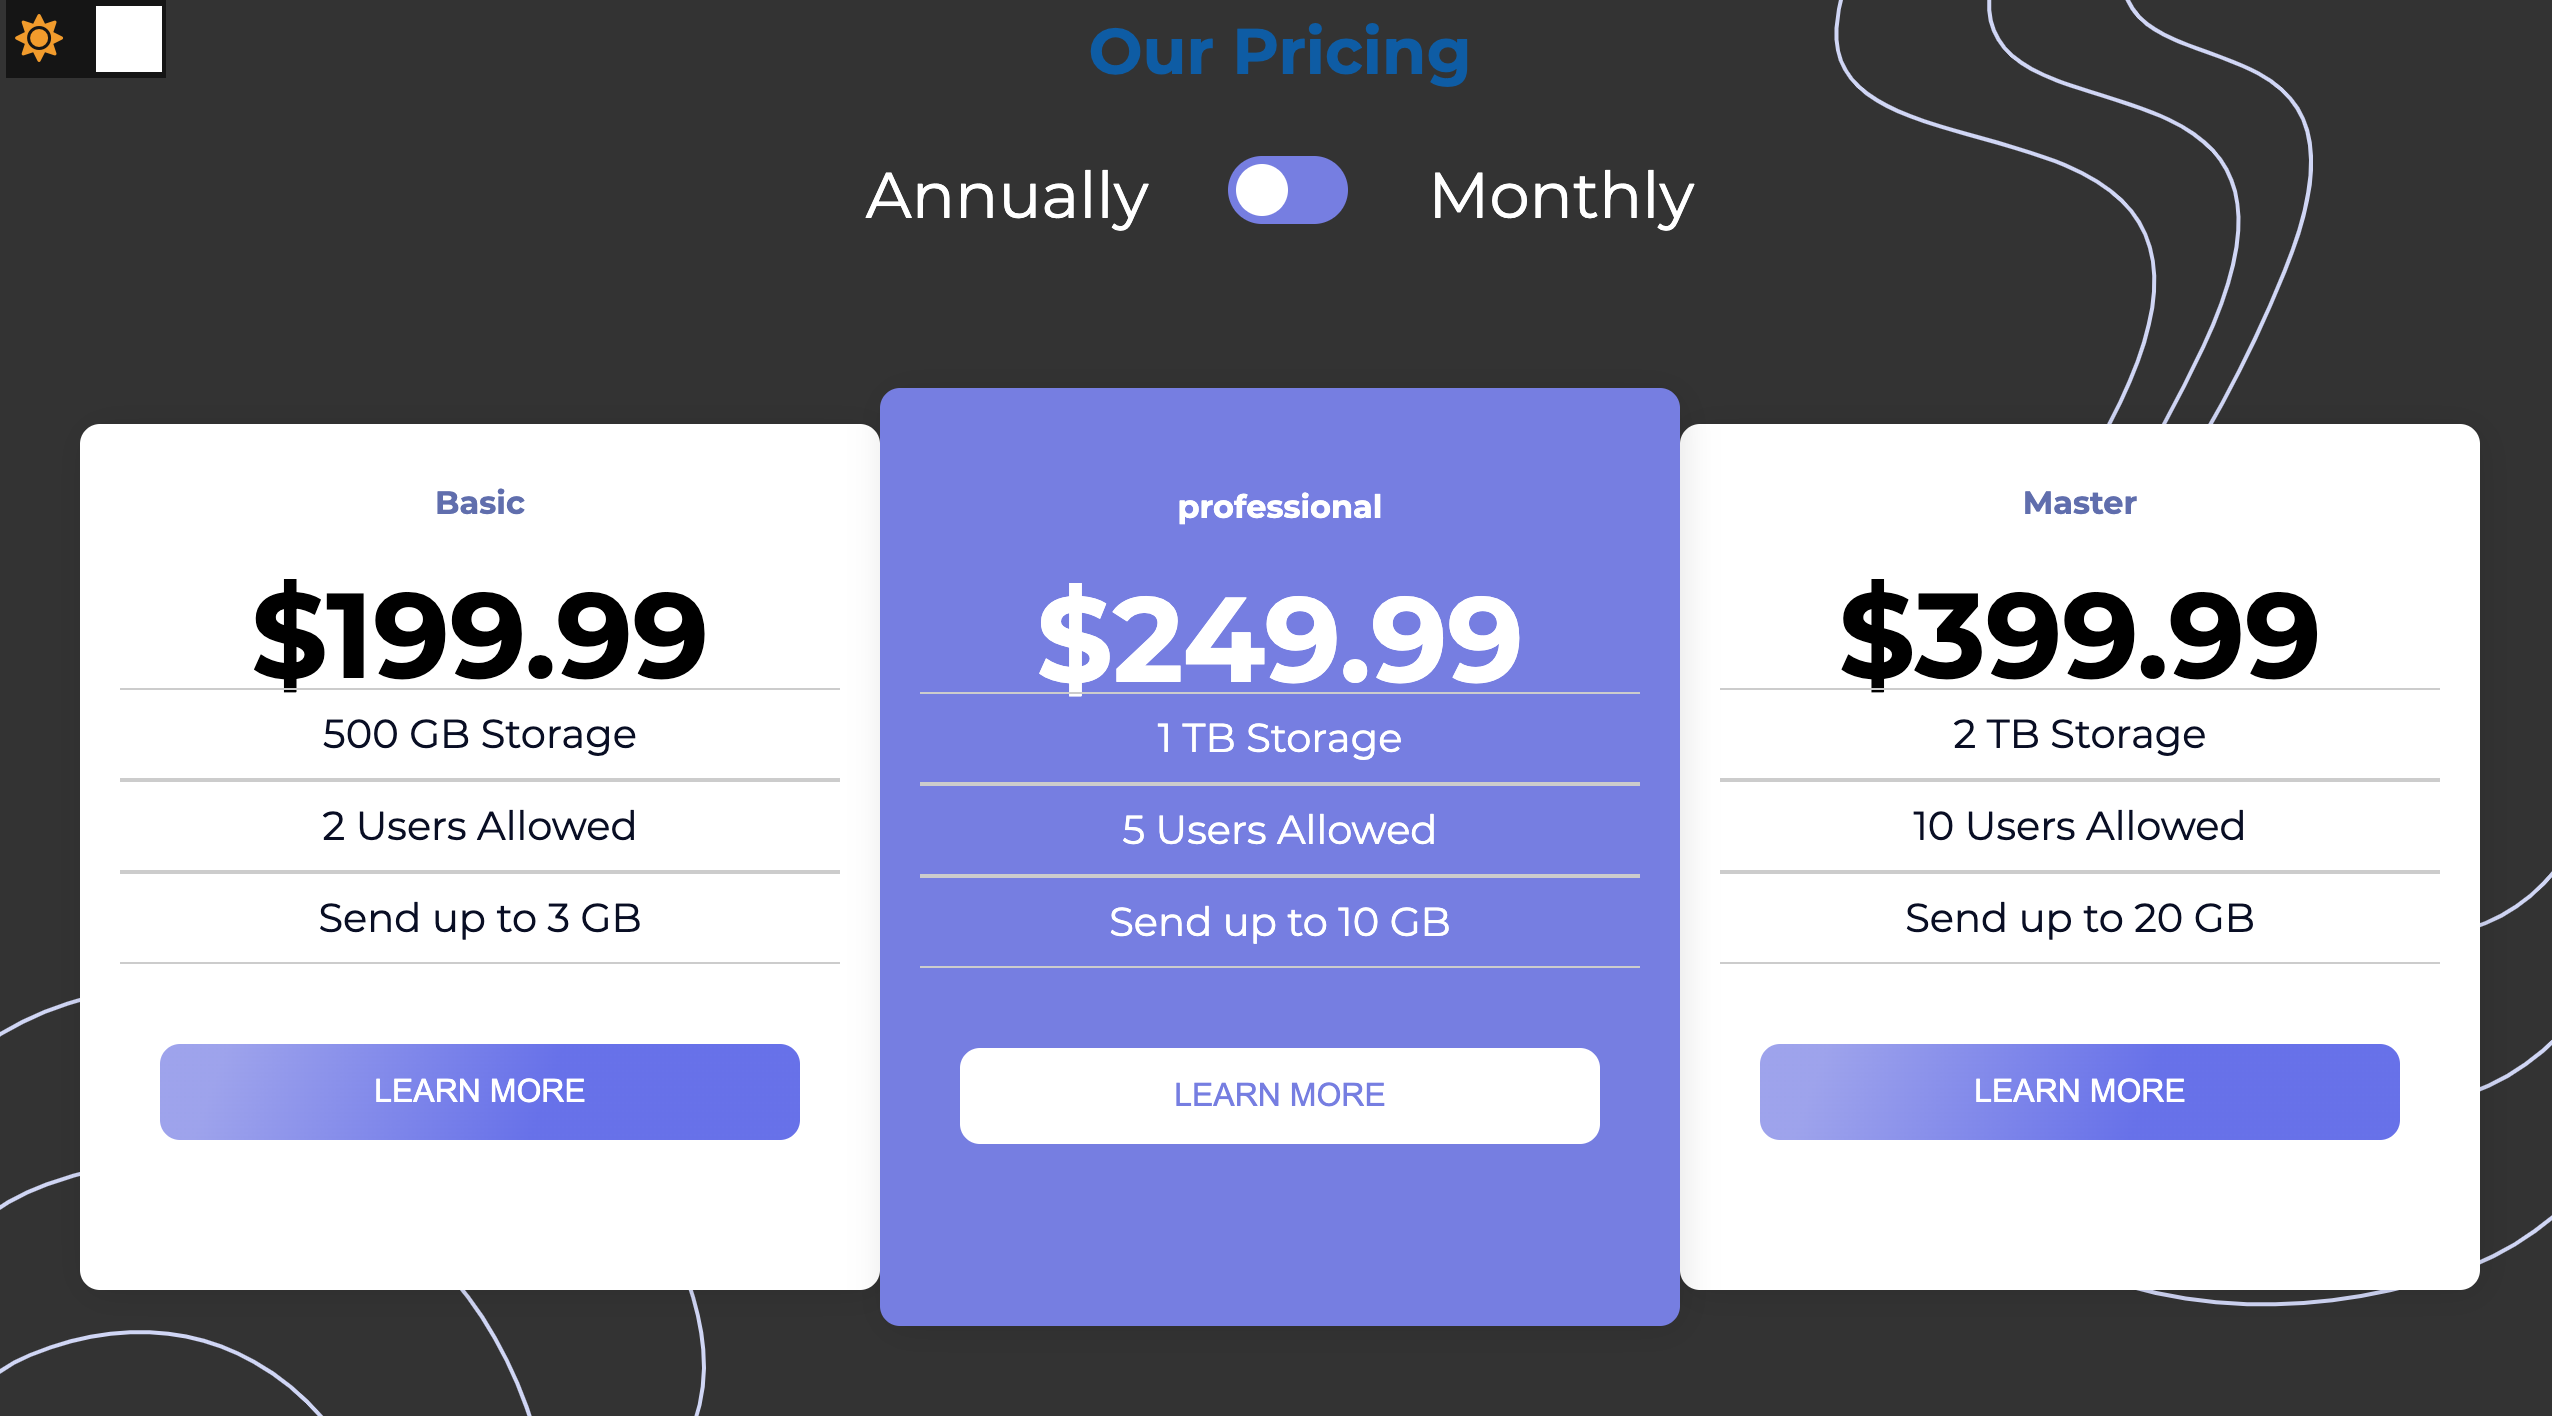 Our Pricing
Annually
Monthly
Basic
$199.99
500 GB Storage
2 Users Allowed
Send up to 3 GB
LEARN MORE
professional
$249.99
1 TB Storage
5 Users Allowed
Send up to 10 GB
LEARN MORE
Master
$399.99
2 TB Storage
10 Users Allowed
Send up to 20 GB
LEARN MORE